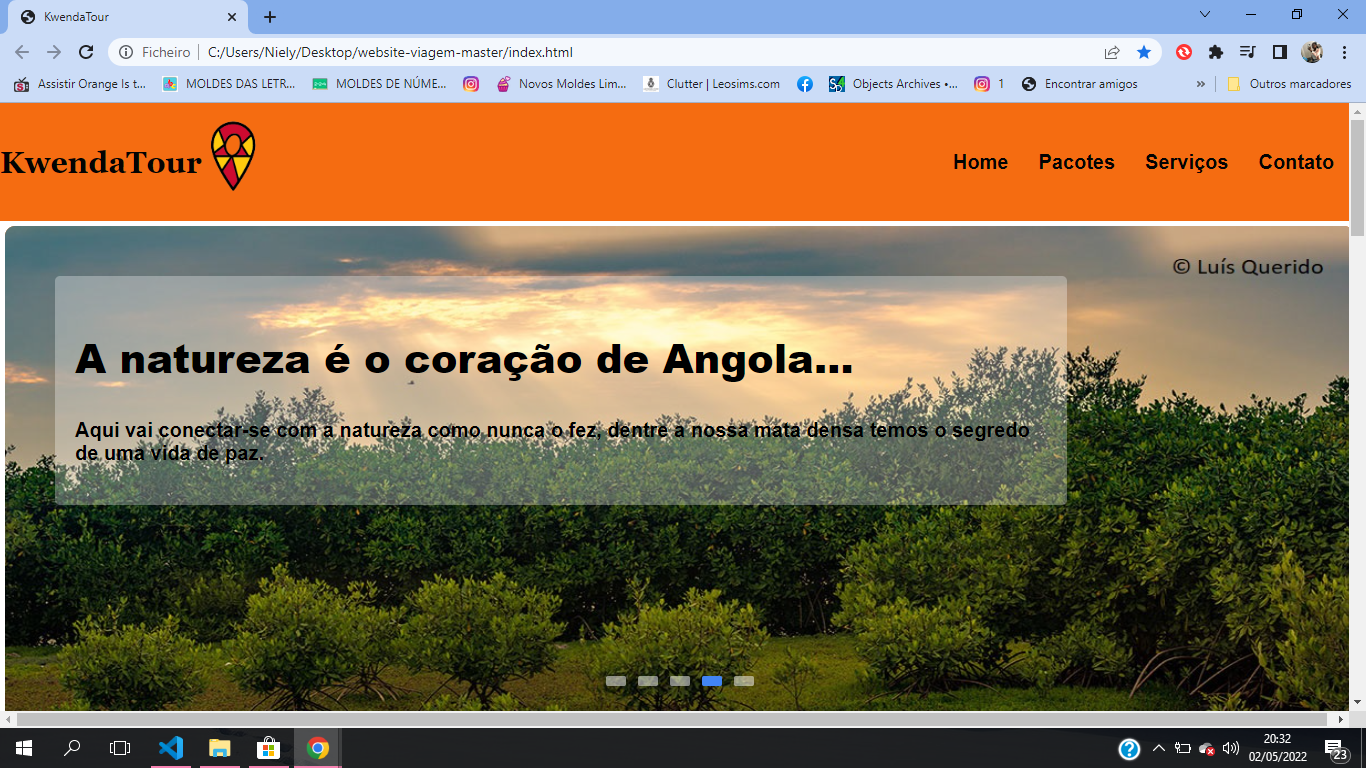 KwendaTour
Ficheiro | C:/Users/Niely/Desktop/website-viagem-master/index.html
Assistir Orange Is t... MOLDES DAS LETR... MOLDES DE NÚME... Novos Moldes Lim... Clutter | Leosims.com Objects Archives •... 1 Encontrar amigos » Outros marcadores
KwendaTour Home Pacotes Serviços Contato
© Luís Querido
A natureza é o coração de Angola...
Aqui vai conectar-se com a natureza como nunca o fez, dentre a nossa mata densa temos o segredo
de uma vida de paz.
20:32
02/05/2022
23